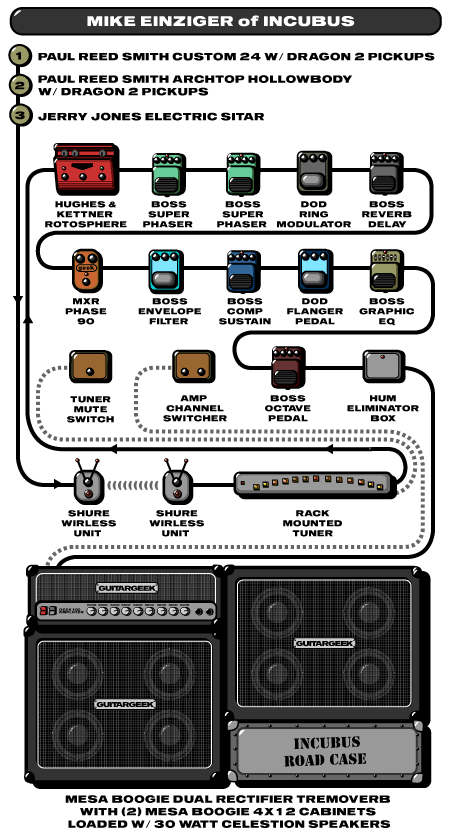 MIKE EINZIGER of INCUBUS
1 PAUL REED SMITH CUSTOM 24 W/ DRAGON 2 PICKUPS
2 PAUL REED SMITH ARCHTOP HOLLOWBODY
W/ DRAGON 2 PICKUPS
3 JERRY JONES ELECTRIC SITAR
HUGHES &
KETTNER
ROTOSPHERE
BOSS
SUPER
PHASER
BOSS
SUPER
PHASER
DOD
RING
MODULATOR
BOSS
REVERB
DELAY
geek
MXR
PHASE
90
BOSS
ENVELOPE
FILTER
BOSS
COMP
SUSTAIN
DOD
FLANGER
PEDAL
BOSS
GRAPHIC
EQ
TUNER
MUTE
SWITCH
AMP
CHANNEL
SWITCHER
BOSS
OCTAVE
PEDAL
HUM
ELIMINATOR
BOX
SHURE
WIRLESS
UNIT
SHURE
WIRLESS
UNIT
RACK
MOUNTED
TUNER
GUITARGEEK
33
GUITARGEEK
GUITARGEEK
INCUBUS
ROAD CASE
MESA BOOGIE DUAL RECTIFIER TREMOVERB
WITH (2) MESA BOOGIE 4X12 CABINETS
LOADED W/ 30 WATT CELESTION SPEAKERS